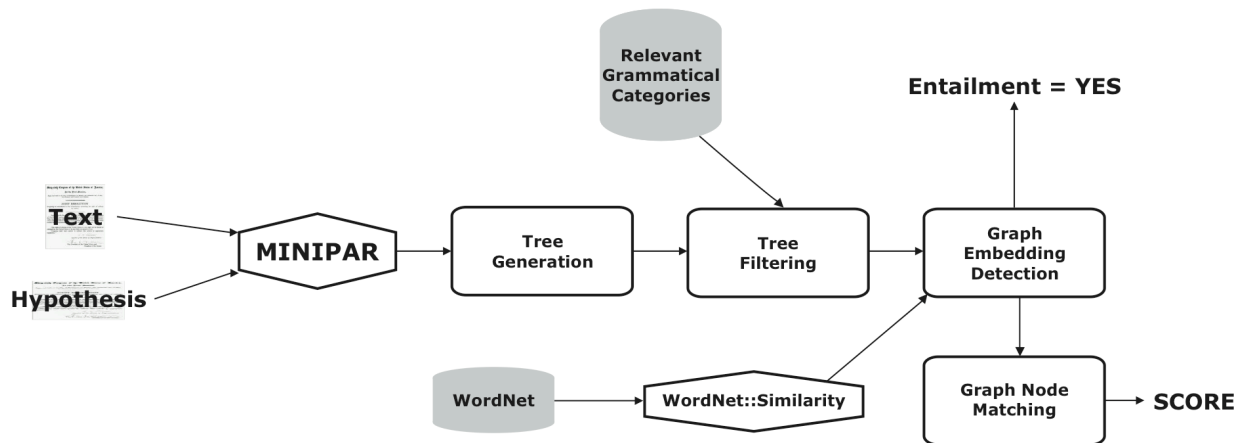 Relevant
Grammatical
Categories
Entailment = YES
Text
Hypothesis
MINIPAR
Tree
Generation
Tree
Filtering
Graph
Embedding
Detection
WordNet
WordNet::Similarity
Graph Node
Matching
SCORE